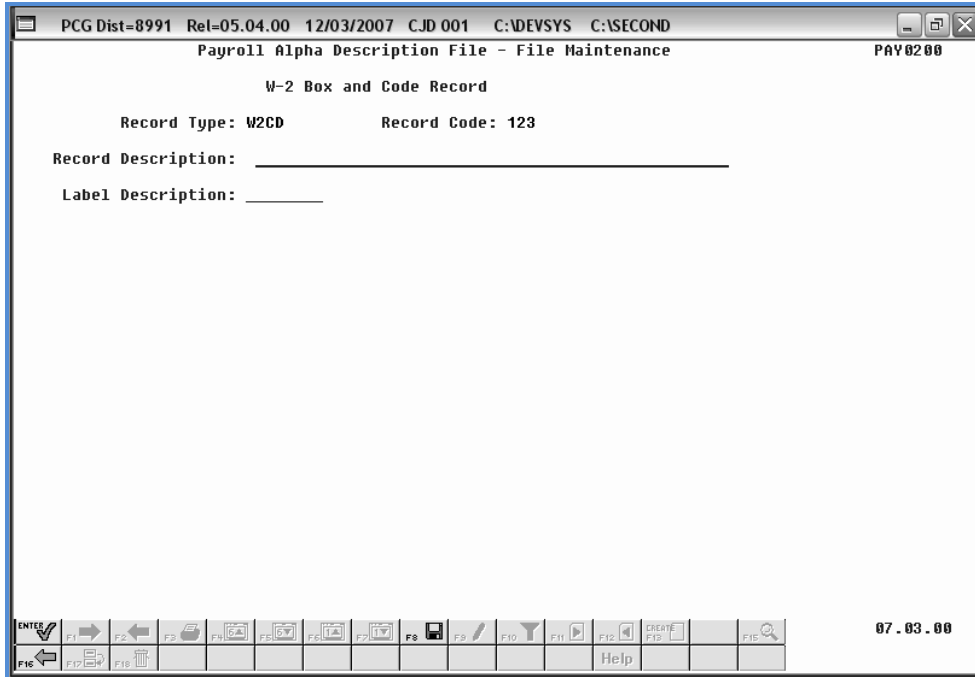 PCG Dist=8991 Rel=05.04.00 12/03/2007 CJD 001 C:\DEVSYS C:\SECOND
Payroll Alpha Description File - File Maintenance PAY0200
W-2 Box and Code Record
Record Type: W2CD Record Code: 123
Record Description:
Label Description:
ENTER F1 F2 F3 F4 F5 F6 F7 F8 F9 F10 F11 F12 CREATE F13 F15 07.03.00
F16 F17 F18 Help